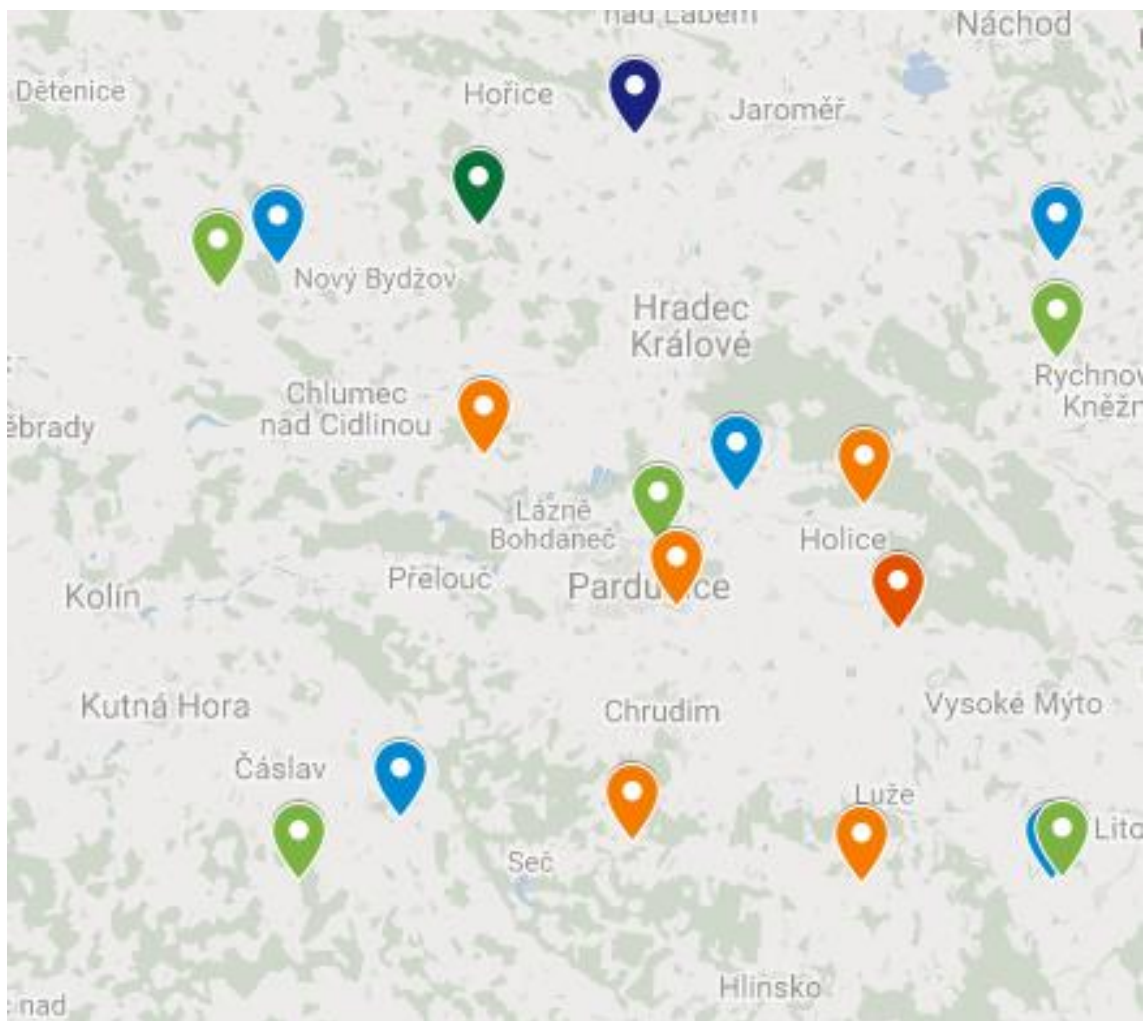 nad Labem
Náchod
Dětenice
Hořice
Jaroměř
Nový Bydžov
Hradec
Králové
Chlumec
nad Cidlinou
Rychnov
Kněžn
ěbrady
Lázně
Bohdaneč
Holice
Přelouč
Kolín
Pardubice
Kutná Hora
Chrudim
Vysoké Mýto
Čáslav
Luže
Lito
Seč
Hlinsko
nad